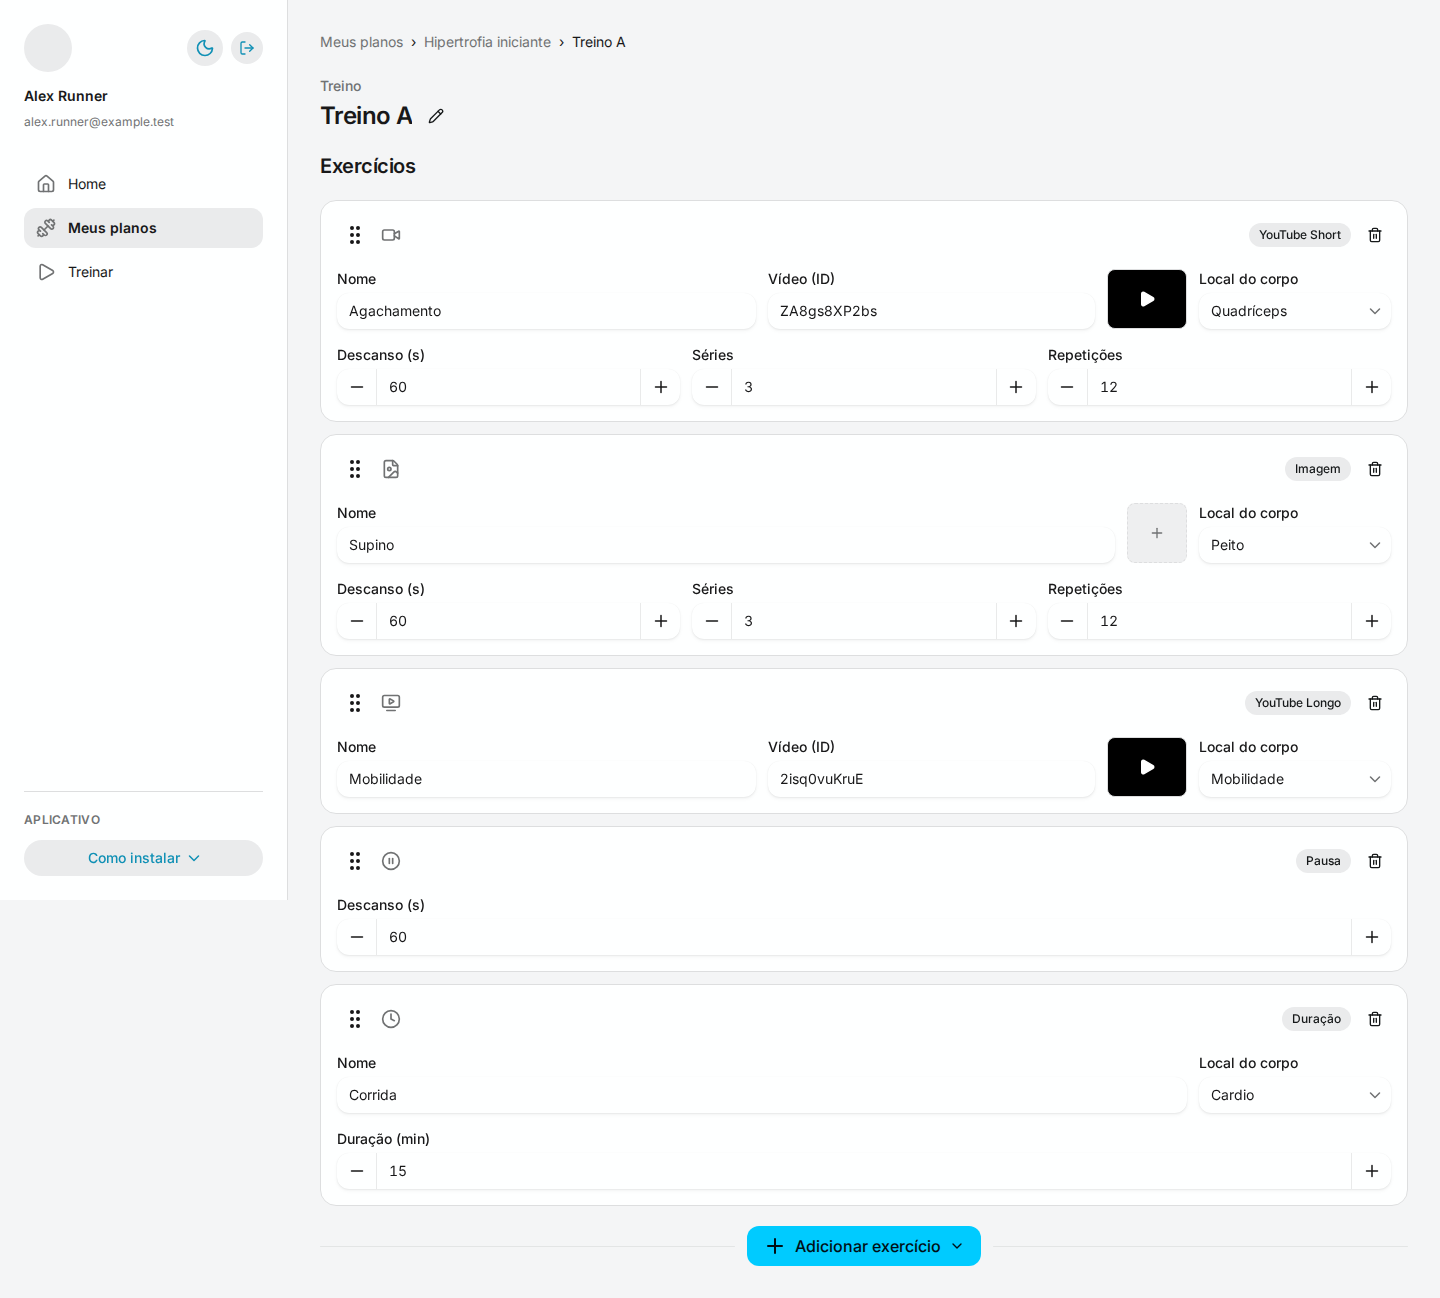 Alex Runner
alex.runner@example.test
Home
Meus planos
Treinar
APLICATIVO
Como instalar
Meus planos › Hipertrofia iniciante › Treino A
Treino
Treino A
Exercícios
YouTube Short
Nome
Vídeo (ID)
Local do corpo
Agachamento
ZA8gs8XP2bs
Quadríceps
Descanso (s)
Séries
Repetições
60
3
12
Imagem
Nome
Local do corpo
Supino
Peito
Descanso (s)
Séries
Repetições
60
3
12
YouTube Longo
Nome
Vídeo (ID)
Local do corpo
Mobilidade
2isq0vuKruE
Mobilidade
Pausa
Descanso (s)
60
Duração
Nome
Local do corpo
Corrida
Cardio
Duração (min)
15
Adicionar exercício